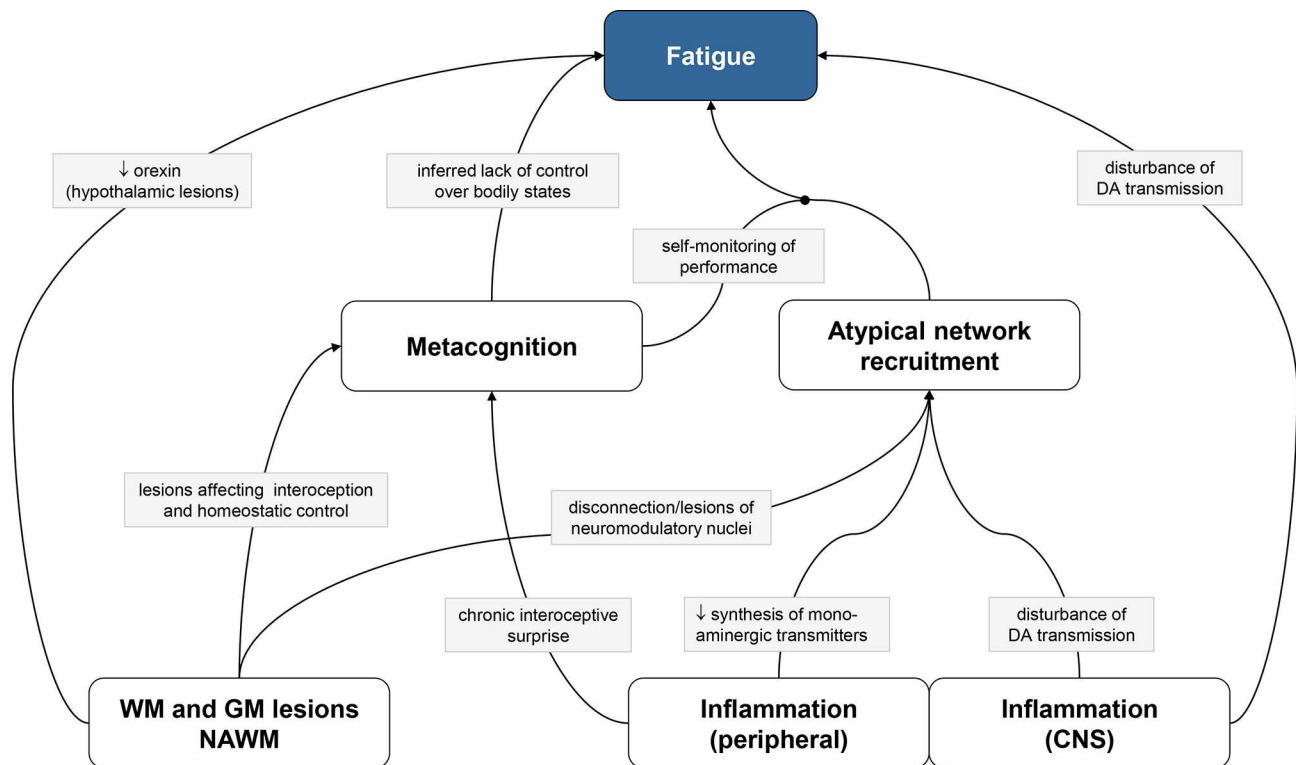 Fatigue
↓ orexin
(hypothalamic lesions)
inferred lack of control
over bodily states
disturbance of
DA transmission
self-monitoring of
performance
Metacognition
Atypical network
recruitment
lesions affecting interoception
and homeostatic control
disconnection/lesions of
neuromodulatory nuclei
chronic interoceptive
surprise
↓ synthesis of mono-
aminergic transmitters
disturbance of
DA transmission
WM and GM lesions
NAWM
Inflammation
(peripheral)
Inflammation
(CNS)